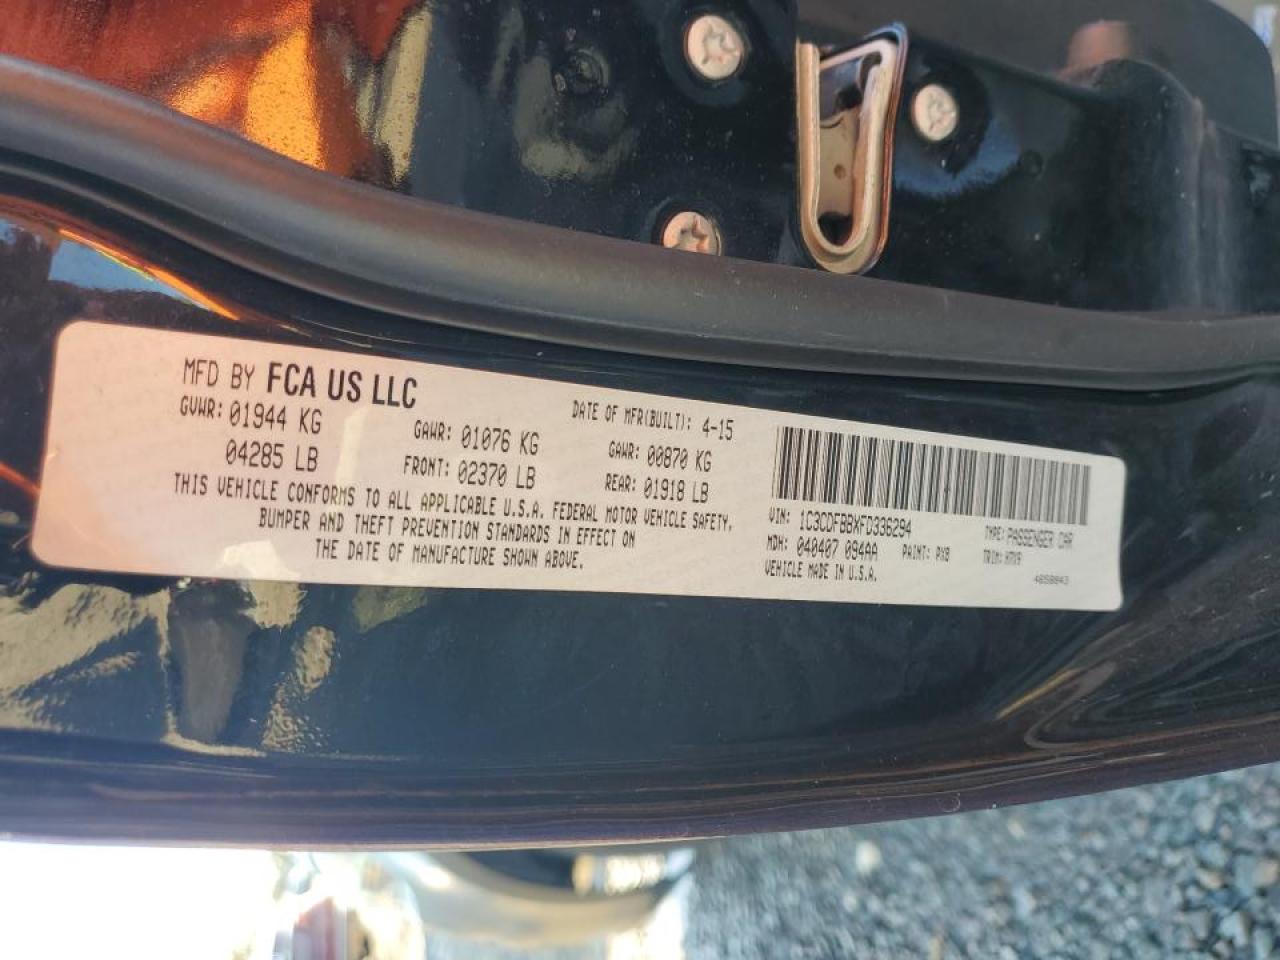 MFD BY FCA US LLC
DATE OF MFR(BUILT): 4-15
GVWR: 01944 KG GAWR: 01076 KG GAWR: 00870 KG
04285 LB FRONT: 02370 LB REAR: 01918 LB
THIS VEHICLE CONFORMS TO ALL APPLICABLE U.S.A. FEDERAL MOTOR VEHICLE SAFETY,
BUMPER AND THEFT PREVENTION STANDARDS IN EFFECT ON
THE DATE OF MANUFACTURE SHOWN ABOVE.
VIN: 1C3CDFBBXFD336294 TYPE: PASSENGER CAR
MDH: 040407 094AA PAINT: PX8 TRIM:
VEHICLE MADE IN U.S.A.